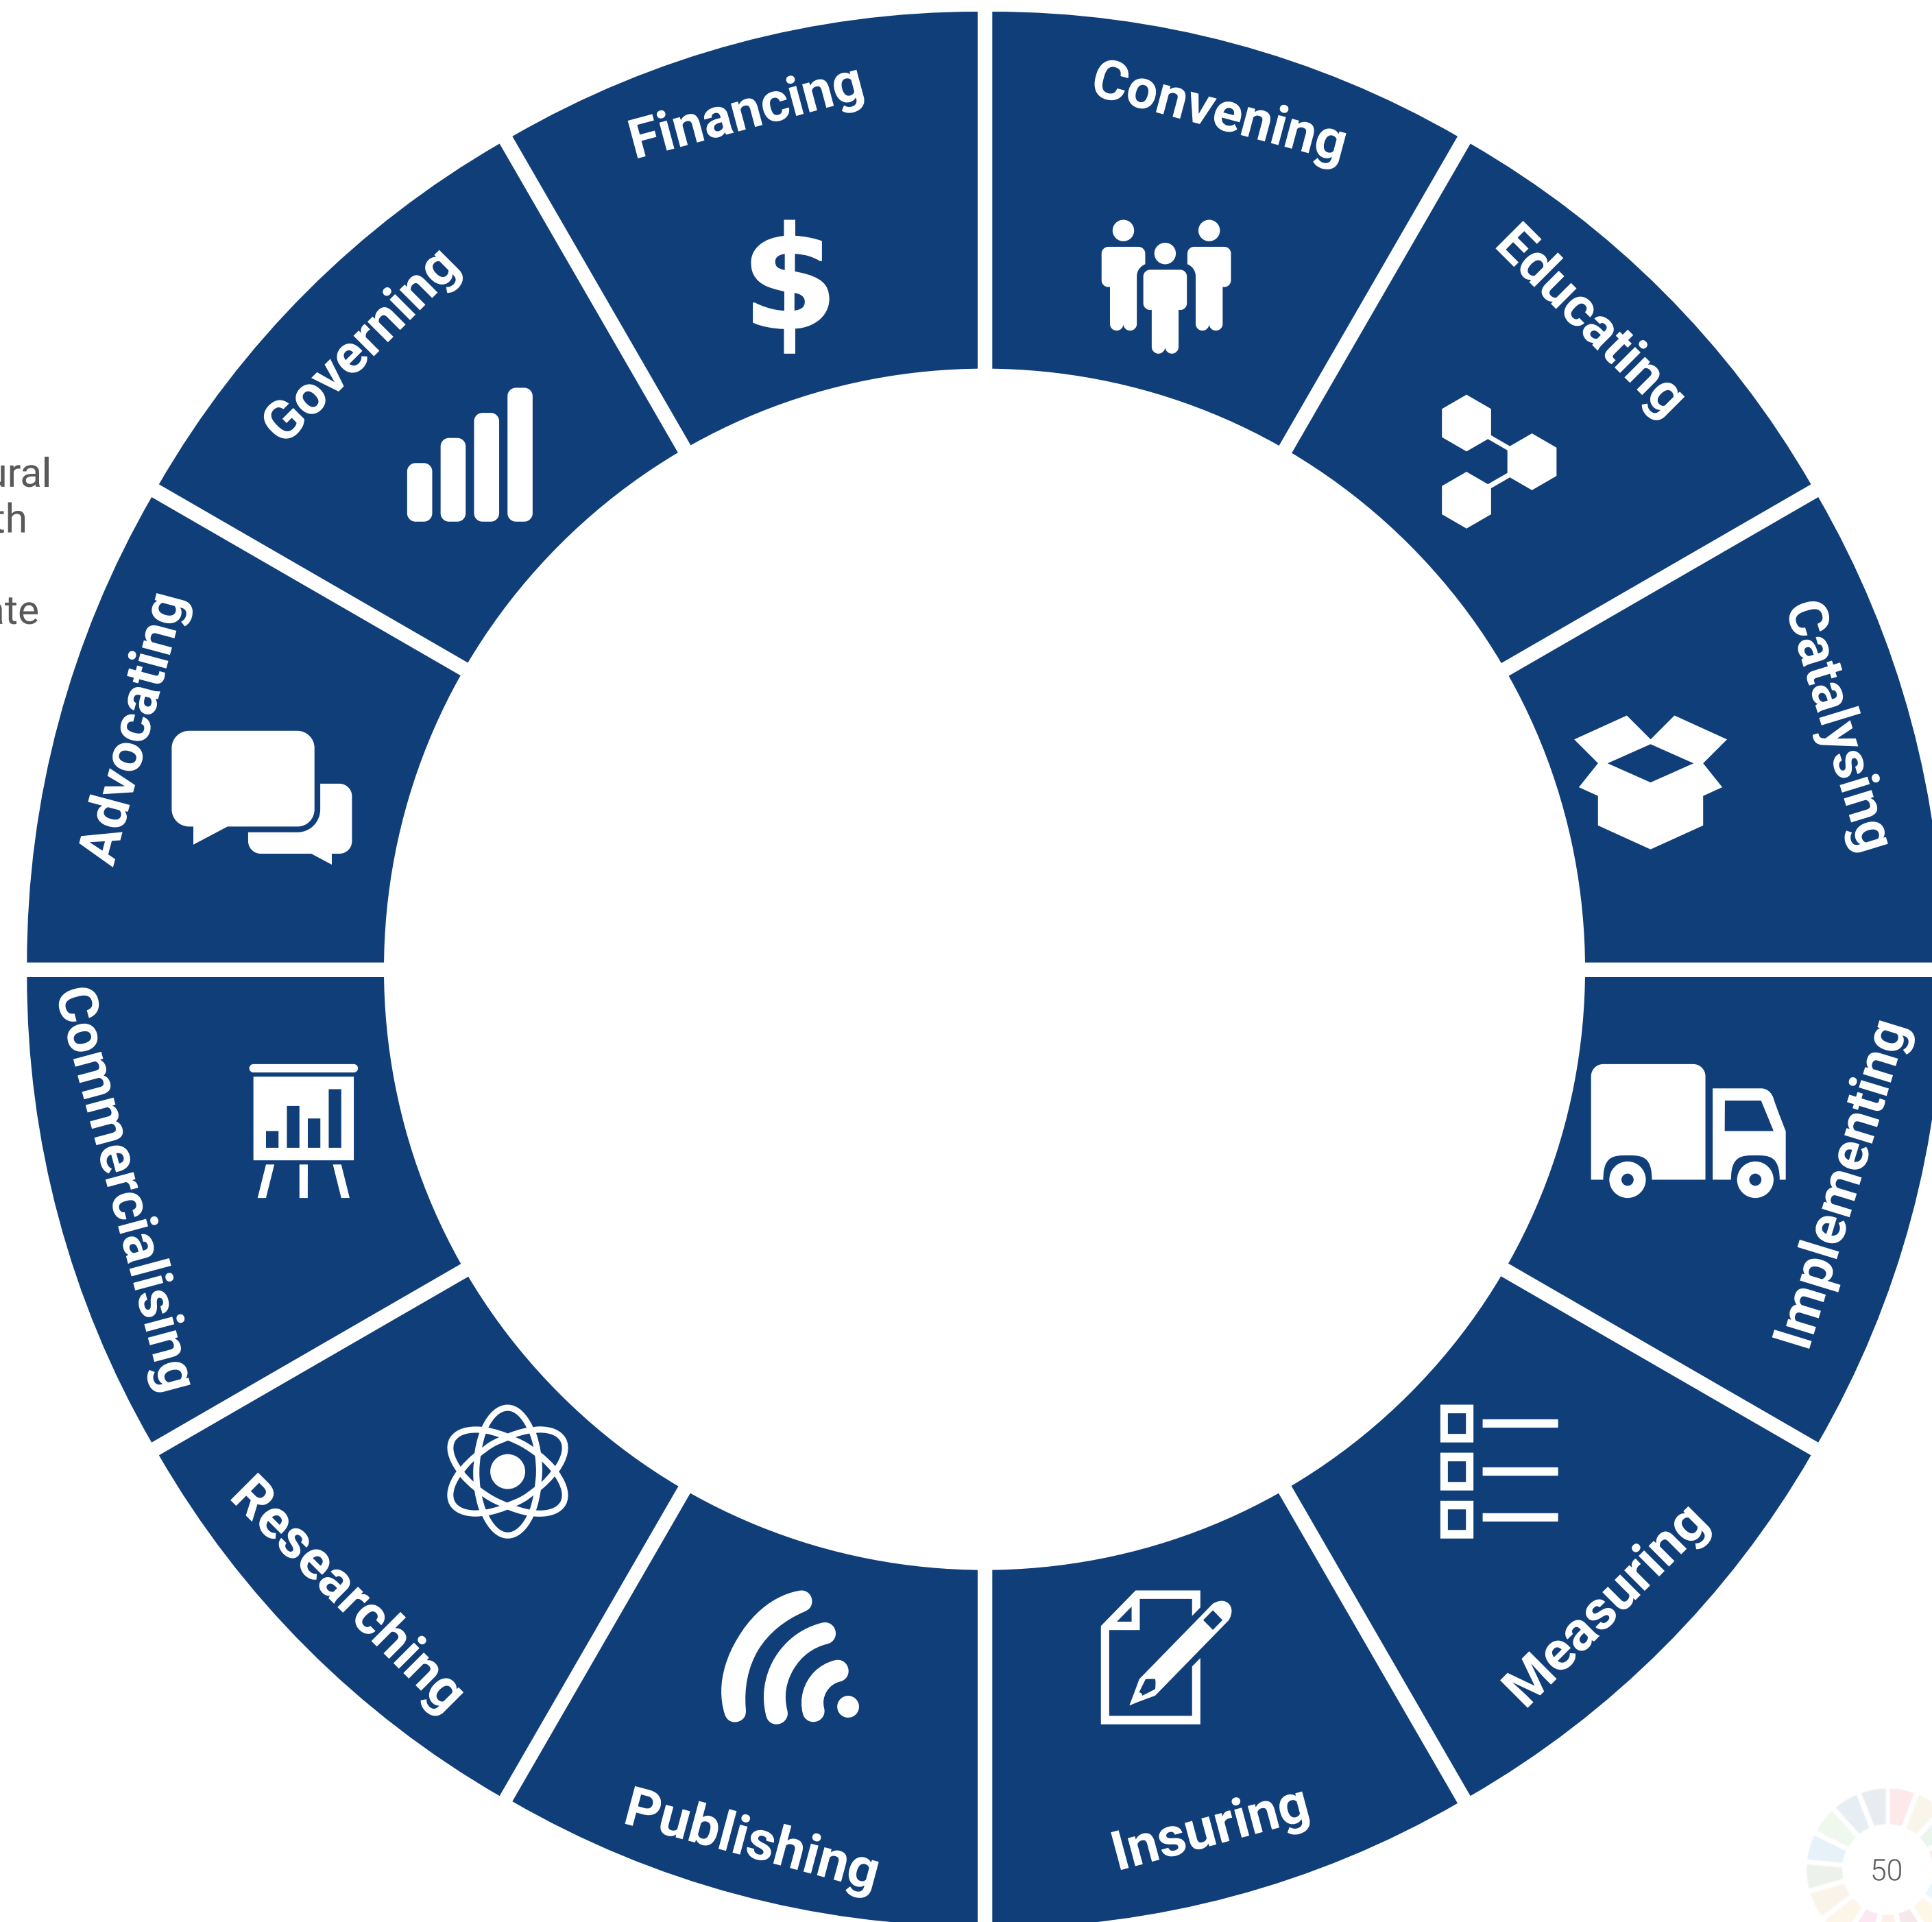 Financing
Convening
Educating
Catalysing
Implementing
Measuring
Insuring
Publishing
Researching
Commercialising
Advocating
Governing
50